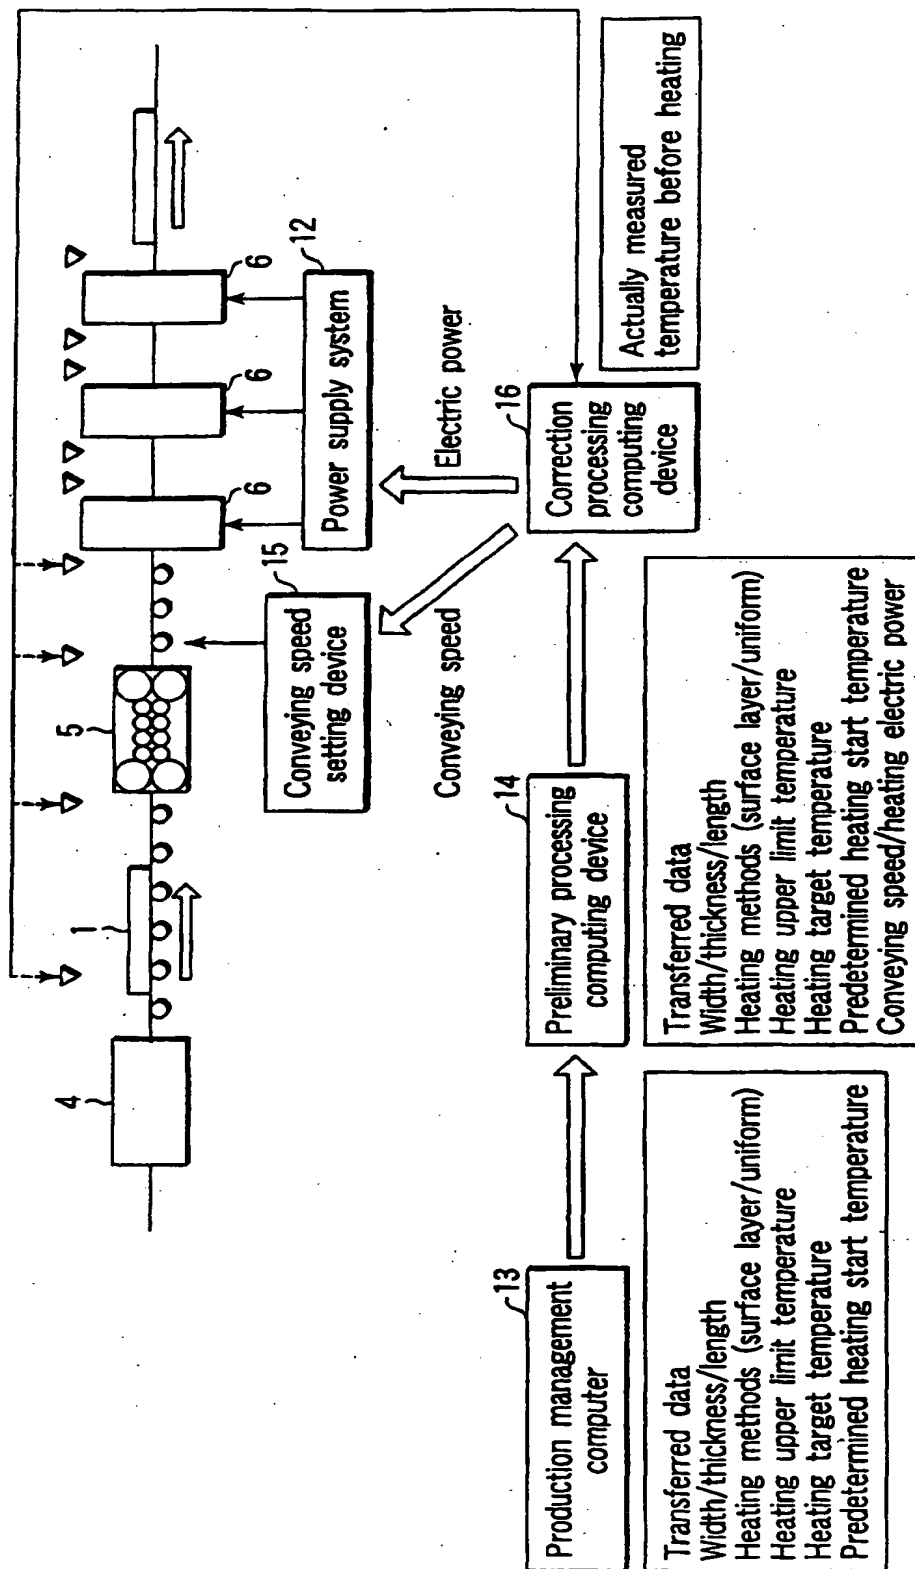 4
1
5
6
6
6
15
Conveying speed
setting device
12
Power supply system
Conveying speed
Electric power
13
Production management
computer
14
Preliminary processing
computing device
16
Correction
processing
computing
device
Actually measured
temperature before heating
Transferred data
Width/thickness/length
Heating methods (surface layer/uniform)
Heating upper limit temperature
Heating target temperature
Predetermined heating start temperature
Transferred data
Width/thickness/length
Heating methods (surface layer/uniform)
Heating upper limit temperature
Heating target temperature
Predetermined heating start temperature
Conveying speed/heating electric power